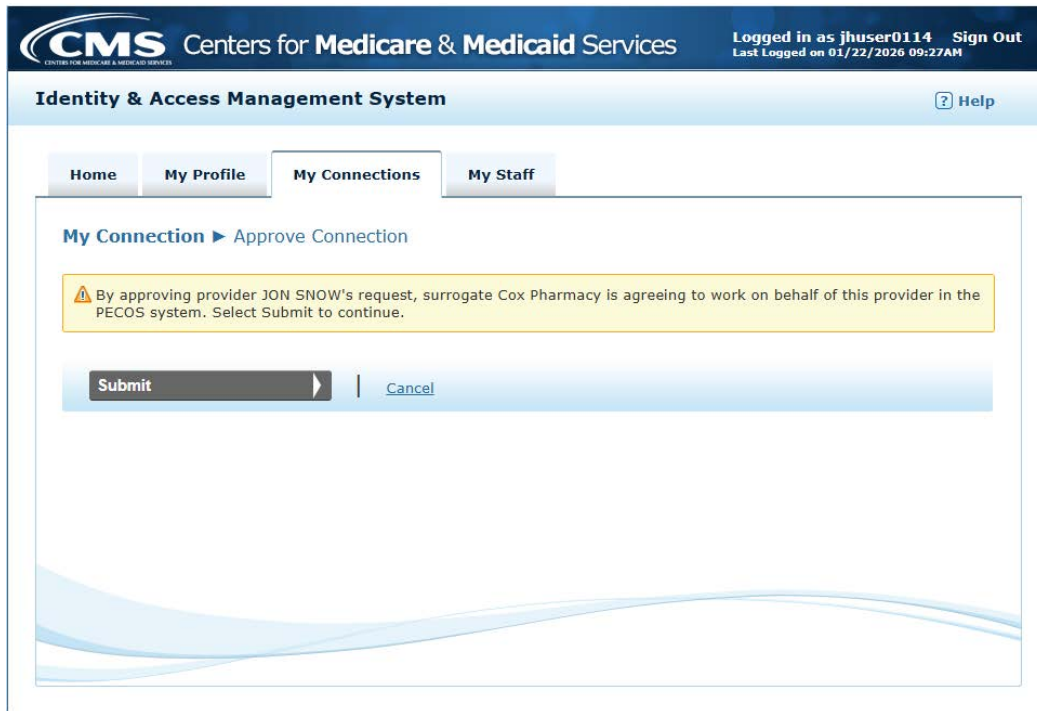 CMS Centers for Medicare & Medicaid Services
CENTERS FOR MEDICARE & MEDICAID SERVICES
Logged in as jhuser0114 Sign Out
Last Logged on 01/22/2026 09:27AM
Identity & Access Management System
? Help
Home My Profile My Connections My Staff
My Connection ► Approve Connection
By approving provider JON SNOW's request, surrogate Cox Pharmacy is agreeing to work on behalf of this provider in the
PECOS system. Select Submit to continue.
Submit | Cancel